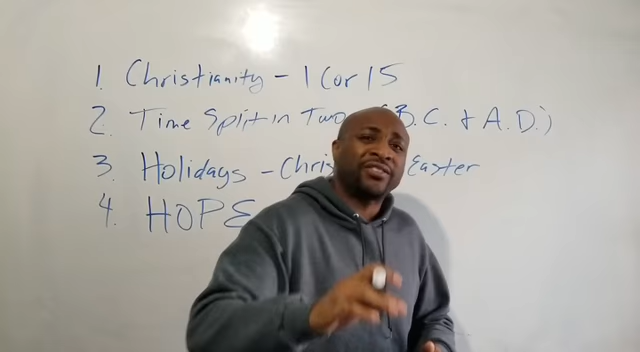 1. Christianity - 1 Cor 15
2. Time Split in Two (B.C. + A.D.)
3. Holidays - Chris Easter
4. HOPE